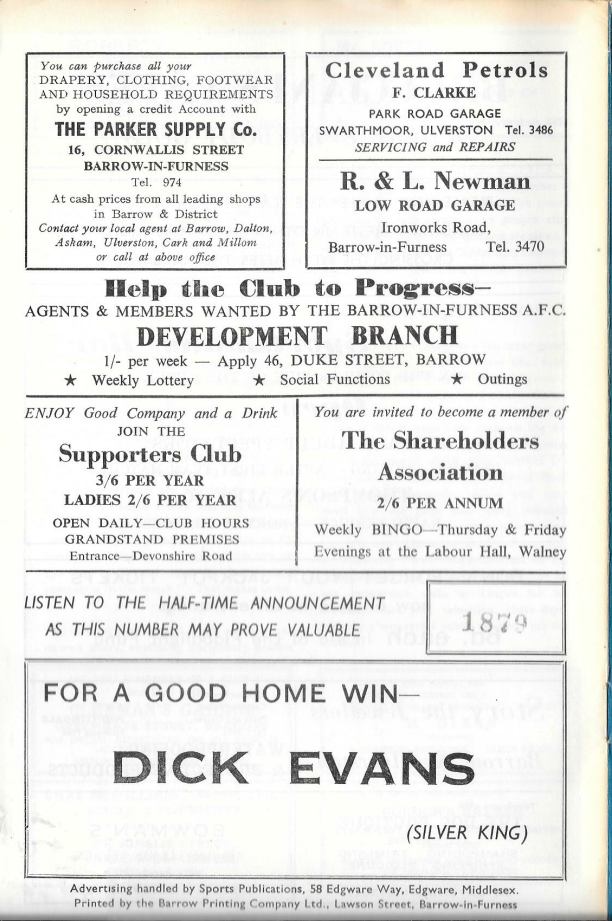 You can purchase all your
DRAPERY, CLOTHING, FOOTWEAR
AND HOUSEHOLD REQUIREMENTS
by opening a credit Account with
THE PARKER SUPPLY Co.
16, CORNWALLIS STREET
BARROW-IN-FURNESS
Tel. 974
At cash prices from all leading shops
in Barrow & District
Contact your local agent at Barrow, Dalton,
Asham, Ulverston, Cark and Millom
or call at above office
Cleveland Petrols
F. CLARKE
PARK ROAD GARAGE
SWARTHMOOR, ULVERSTON Tel. 3486
SERVICING and REPAIRS
R. & L. Newman
LOW ROAD GARAGE
Ironworks Road,
Barrow-in-Furness Tel. 3470
Help the Club to Progress—
AGENTS & MEMBERS WANTED BY THE BARROW-IN-FURNESS A.F.C.
DEVELOPMENT BRANCH
1/- per week — Apply 46, DUKE STREET, BARROW
★ Weekly Lottery ★ Social Functions ★ Outings
ENJOY Good Company and a Drink
JOIN THE
Supporters Club
3/6 PER YEAR
LADIES 2/6 PER YEAR
OPEN DAILY—CLUB HOURS
GRANDSTAND PREMISES
Entrance—Devonshire Road
You are invited to become a member of
The Shareholders
Association
2/6 PER ANNUM
Weekly BINGO—Thursday & Friday
Evenings at the Labour Hall, Walney
LISTEN TO THE HALF-TIME ANNOUNCEMENT
AS THIS NUMBER MAY PROVE VALUABLE
1879
FOR A GOOD HOME WIN—
DICK EVANS
(SILVER KING)
Advertising handled by Sports Publications, 58 Edgware Way, Edgware, Middlesex.
Printed by the Barrow Printing Company Ltd., Lawson Street, Barrow-in-Furness